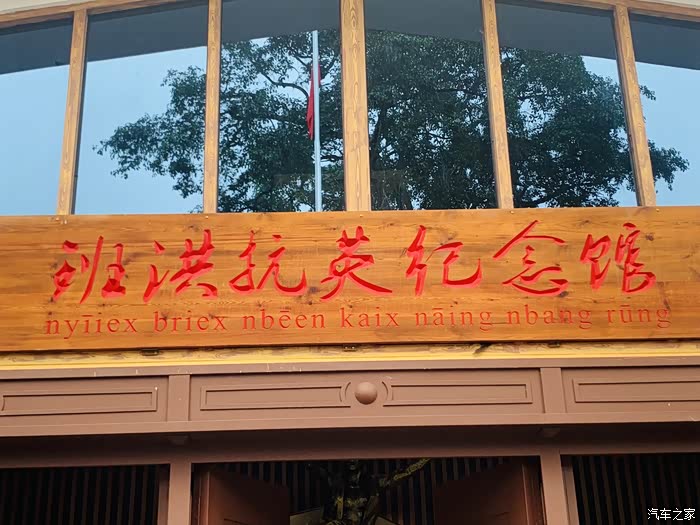 班洪抗英纪念馆
nyīiex briex nbēen kaix nāing nbang rūng
汽车之家